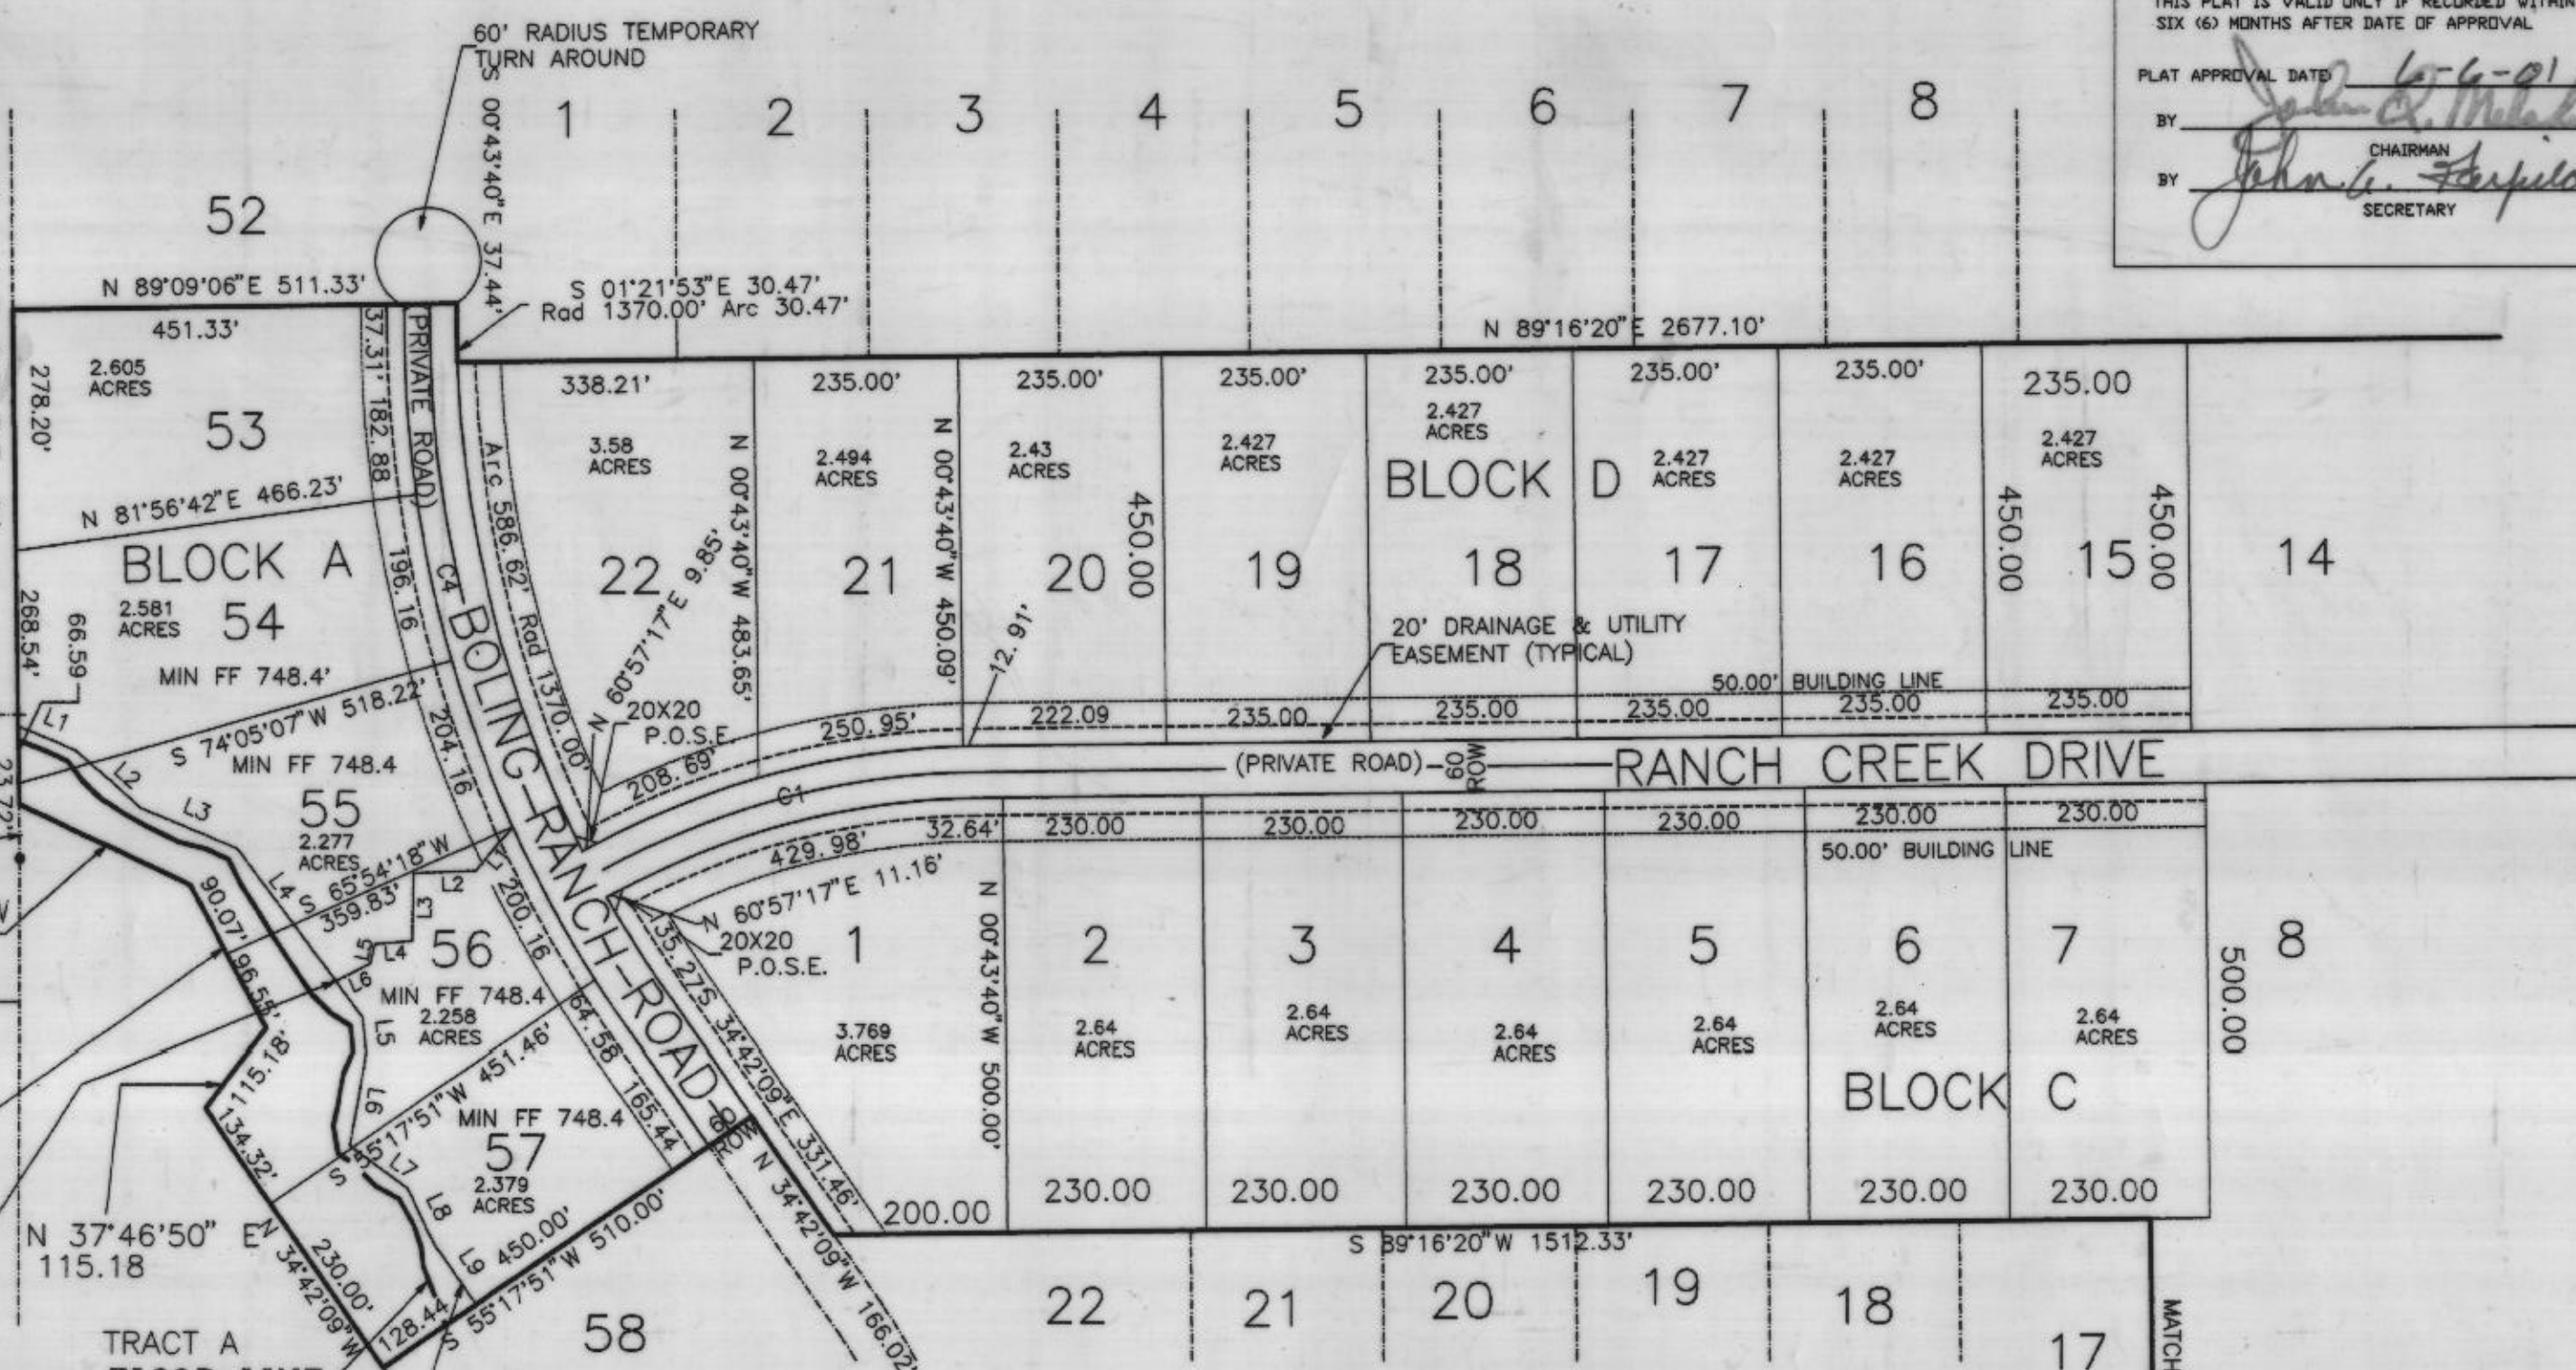 THIS PLAT IS VALID ONLY IF RECORDED WITHIN
SIX (6) MONTHS AFTER DATE OF APPROVAL
PLAT APPROVAL DATE 6-6-01
BY
CHAIRMAN
BY John
SECRETARY
60' RADIUS TEMPORARY
TURN AROUND
S 00°43'40"E 37.44'
1
2
3
4
5
6
7
8
52
N 89°09'06"E 511.33'
S 01°21'53"E 30.47'
Rad 1370.00' Arc 30.47'
N 89°16'20"E 2677.10'
451.33'
2.605
ACRES
53
278.20'
37.31'
182.88
(PRIVATE ROAD)
N 81°56'42"E 466.23'
BLOCK A
2.581
ACRES
54
MIN FF 748.4'
268.54'
66.59
196.16
C4
Arc 586.62' Rad 1370.00'
338.21'
3.58
ACRES
22
N 00°43'40"W 483.65'
N 60°57'17"E 9.85'
20X20
P.O.S.E.
208.69'
235.00'
2.494
ACRES
21
N 00°43'40"W 450.09'
250.95'
12.91'
235.00'
2.43
ACRES
20
450.00
222.09
235.00'
2.427
ACRES
19
235.00
235.00'
2.427
ACRES
BLOCK D
18
235.00
235.00'
2.427
ACRES
17
235.00
235.00'
2.427
ACRES
16
235.00
235.00
2.427
ACRES
450.00
15
450.00
235.00
14
20' DRAINAGE & UTILITY
EASEMENT (TYPICAL)
50.00' BUILDING LINE
(PRIVATE ROAD)
60
ROW
RANCH CREEK DRIVE
C1
BOLING RANCH ROAD
60
ROW
S 74°05'07"W 518.22'
L1
L2
L3
L4
MIN FF 748.4
55
2.277
ACRES
204.16
23.72'
S 65°54'18"W
359.83'
L1
L2
L3
L4
L5
L6
56
MIN FF 748.4
2.258
ACRES
200.16
90.07'
96.55'
L5
L6
115.18'
134.32'
S 55°17'51"W 451.46'
64.58
165.44
MIN FF 748.4
57
2.379
ACRES
L7
L8
L9
450.00'
S 55°17'51"W 510.00'
N 37°46'50" E
115.18
N 34°42'09"W
230.00'
128.44
TRACT A
58
429.98'
32.64'
N 60°57'17"E 11.16'
20X20
P.O.S.E.
135.27
S 34°42'09"E 331.46'
N 34°42'09"W 166.02'
1
3.769
ACRES
N 00°43'40"W 500.00'
200.00
230.00
2
2.64
ACRES
230.00
230.00
3
2.64
ACRES
230.00
230.00
4
2.64
ACRES
230.00
230.00
5
2.64
ACRES
230.00
230.00
50.00' BUILDING LINE
6
2.64
ACRES
BLOCK C
230.00
230.00
7
2.64
ACRES
230.00
500.00
8
S 89°16'20"W 1512.33'
22
21
20
19
18
17
MATCH